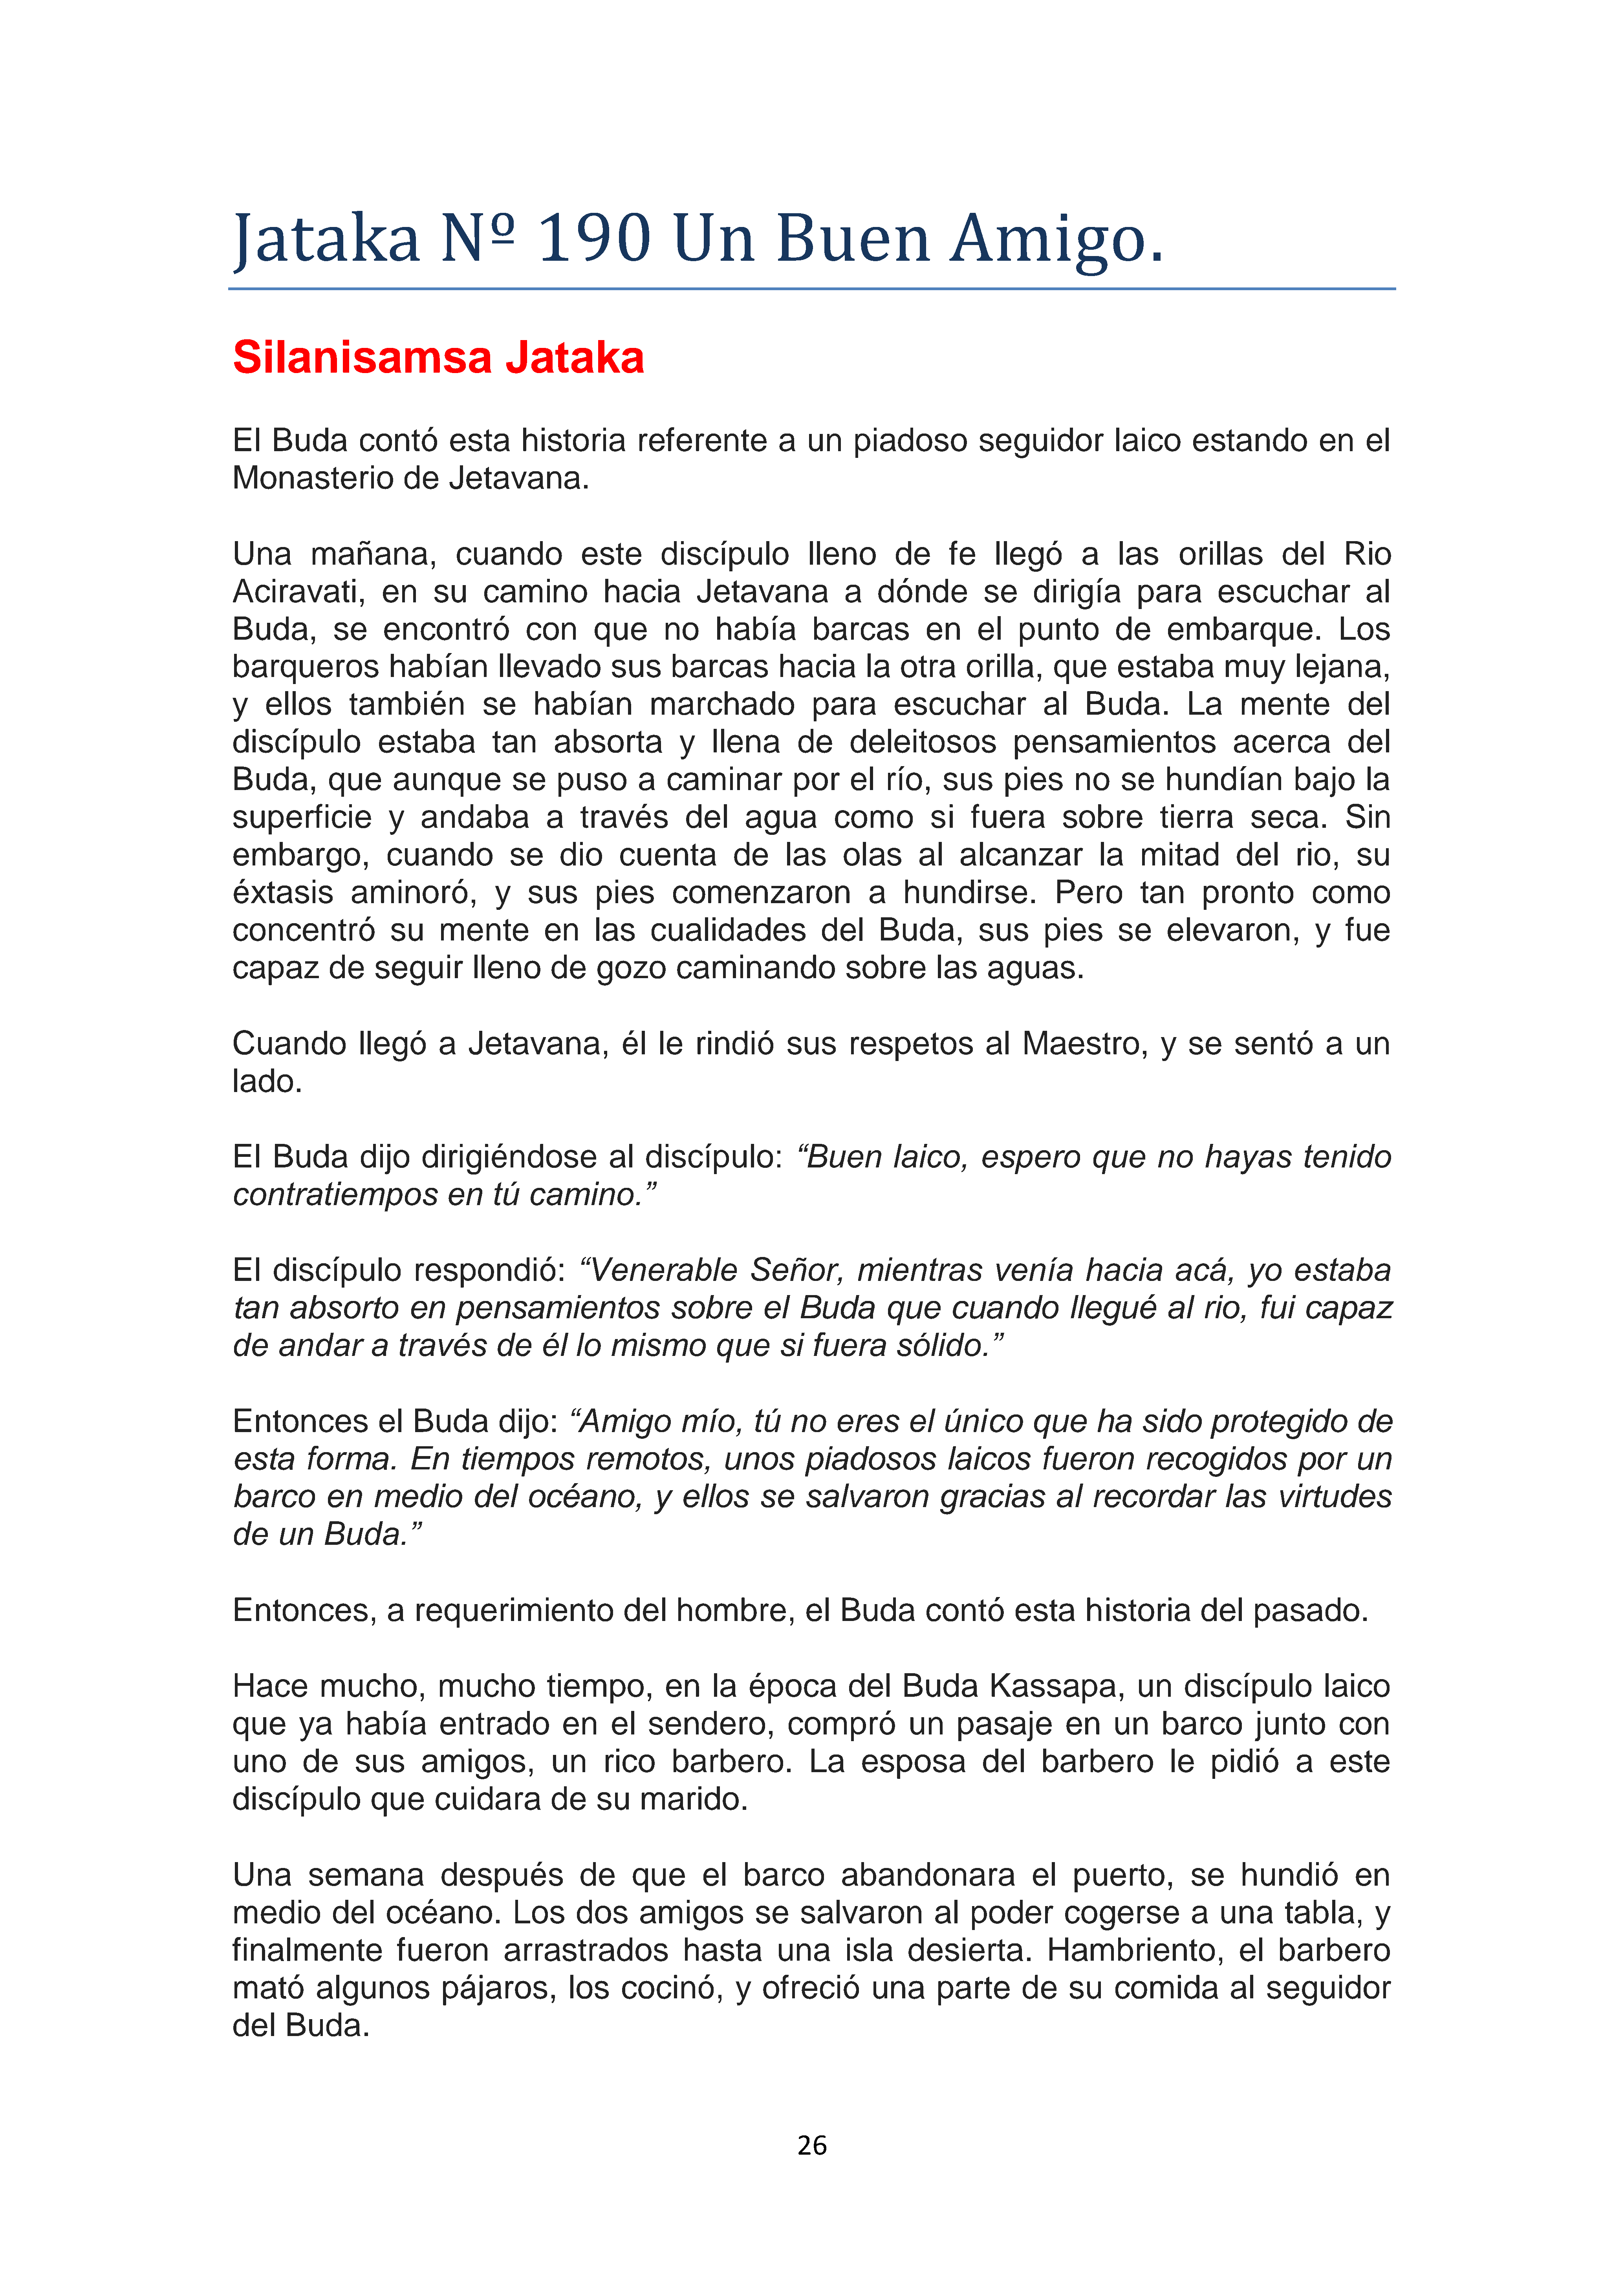 Jataka Nº 190 Un Buen Amigo.
Silanisamsa Jataka
El Buda contó esta historia referente a un piadoso seguidor laico estando en el
Monasterio de Jetavana.
Una mañana, cuando este discípulo lleno de fe llegó a las orillas del Rio
Aciravati, en su camino hacia Jetavana a dónde se dirigía para escuchar al
Buda, se encontró con que no había barcas en el punto de embarque. Los
barqueros habían llevado sus barcas hacia la otra orilla, que estaba muy lejana,
y ellos también se habían marchado para escuchar al Buda. La mente del
discípulo estaba tan absorta y llena de deleitosos pensamientos acerca del
Buda, que aunque se puso a caminar por el río, sus pies no se hundían bajo la
superficie y andaba a través del agua como si fuera sobre tierra seca. Sin
embargo, cuando se dio cuenta de las olas al alcanzar la mitad del rio, su
éxtasis aminoró, y sus pies comenzaron a hundirse. Pero tan pronto como
concentró su mente en las cualidades del Buda, sus pies se elevaron, y fue
capaz de seguir lleno de gozo caminando sobre las aguas.
Cuando llegó a Jetavana, él le rindió sus respetos al Maestro, y se sentó a un
lado.
El Buda dijo dirigiéndose al discípulo: “Buen laico, espero que no hayas tenido
contratiempos en tú camino.”
El discípulo respondió: “Venerable Señor, mientras venía hacia acá, yo estaba
tan absorto en pensamientos sobre el Buda que cuando llegué al rio, fui capaz
de andar a través de él lo mismo que si fuera sólido.”
Entonces el Buda dijo: “Amigo mío, tú no eres el único que ha sido protegido de
esta forma. En tiempos remotos, unos piadosos laicos fueron recogidos por un
barco en medio del océano, y ellos se salvaron gracias al recordar las virtudes
de un Buda.”
Entonces, a requerimiento del hombre, el Buda contó esta historia del pasado.
Hace mucho, mucho tiempo, en la época del Buda Kassapa, un discípulo laico
que ya había entrado en el sendero, compró un pasaje en un barco junto con
uno de sus amigos, un rico barbero. La esposa del barbero le pidió a este
discípulo que cuidara de su marido.
Una semana después de que el barco abandonara el puerto, se hundió en
medio del océano. Los dos amigos se salvaron al poder cogerse a una tabla, y
finalmente fueron arrastrados hasta una isla desierta. Hambriento, el barbero
mató algunos pájaros, los cocinó, y ofreció una parte de su comida al seguidor
del Buda.
26